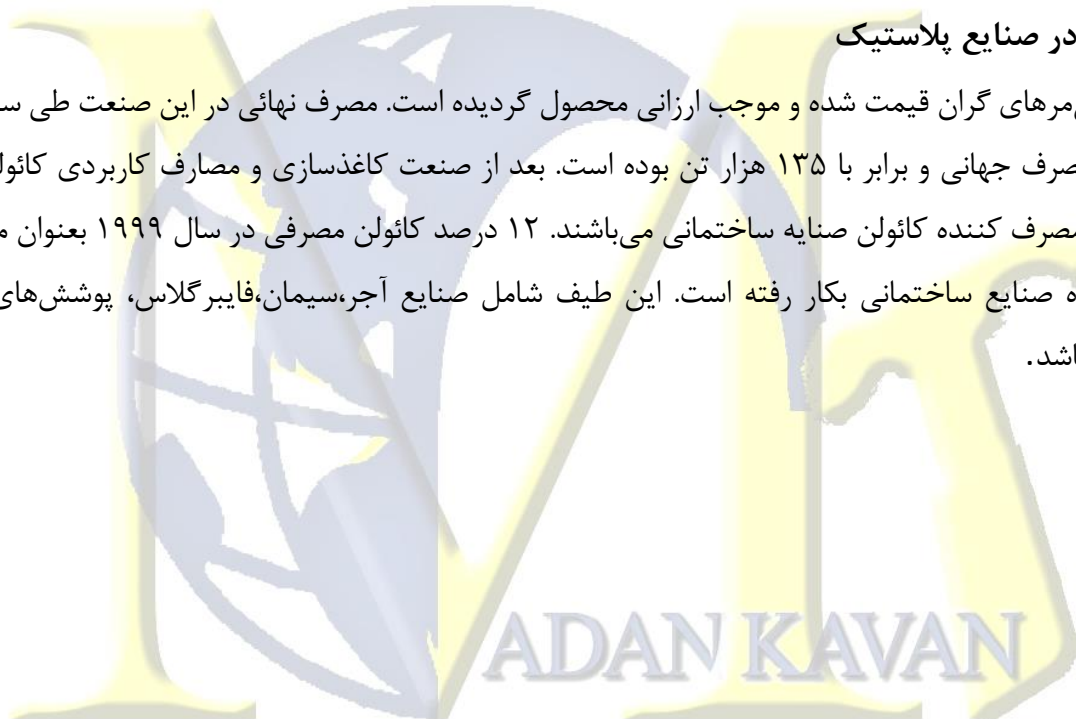 در صنایع پلاستیک
مرهای گران قیمت شده و موجب ارزانی محصول گردیده است. مصرف نهائی در این صنعت طی س
صرف جهانی و برابر با ۱۳۵ هزار تن بوده است. بعد از صنعت کاغذسازی و مصارف کاربردی کائول
مصرف کننده کائولن صنایه ساختمانی می‌باشند. ۱۲ درصد کائولن مصرفی در سال ۱۹۹۹ بعنوان م
ه صنایع ساختمانی بکار رفته است. این طیف شامل صنایع آجر،سیمان،فایبرگلاس، پوشش‌های
اشد.
ADAN KAVAN